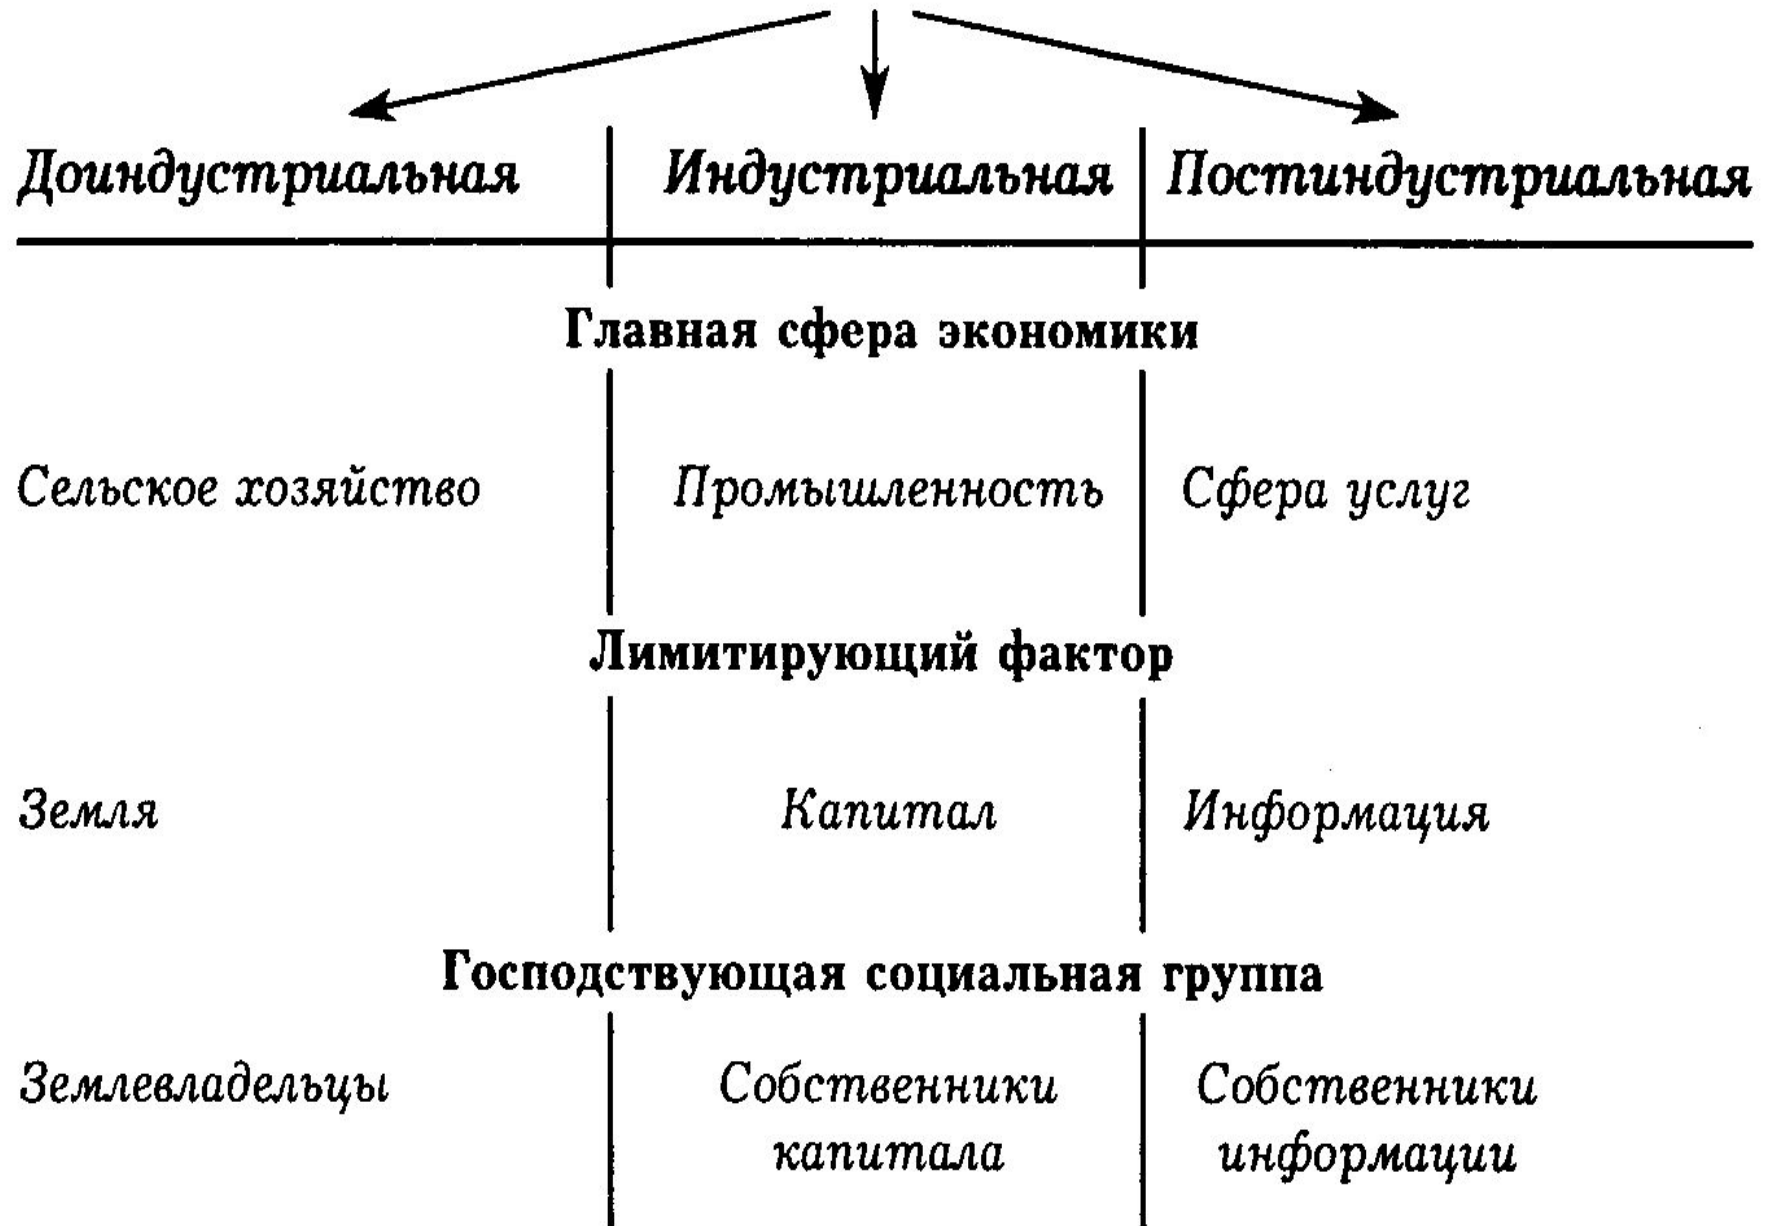 Доиндустриальная Индустриальная Постиндустриальная
Главная сфера экономики
Сельское хозяйство Промышленность Сфера услуг
Лимитирующий фактор
Земля Капитал Информация
Господствующая социальная группа
Землевладельцы Собственники Собственники
капитала информации